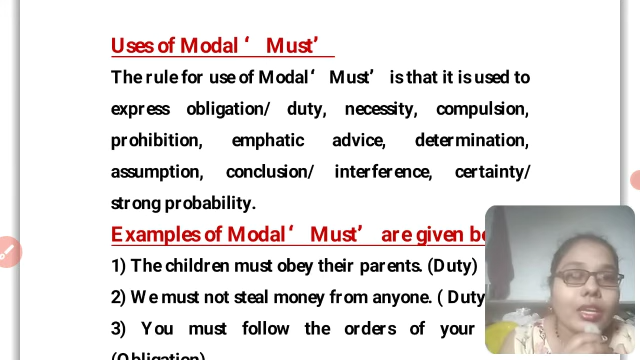 Uses of Modal ‘ Must’
The rule for use of Modal‘ Must’ is that it is used to
express obligation/ duty, necessity, compulsion,
prohibition, emphatic advice, determination,
assumption, conclusion/ interference, certainty/
strong probability.
Examples of Modal ‘ Must’ are given
1) The children must obey their parents. (Duty)
2) We must not steal money from anyone. ( Duty
3) You must follow the orders of your
(Obligation)